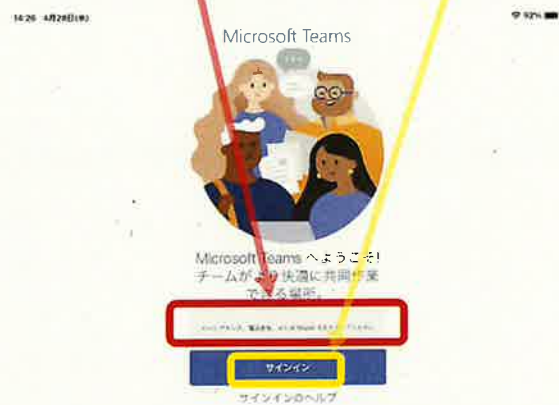 14:26 4月28日(水)
92%
Microsoft Teams
Microsoft Teams へようこそ!
チームがより快適に共同作業
できる場所。
サインイン
サインインのヘルプ